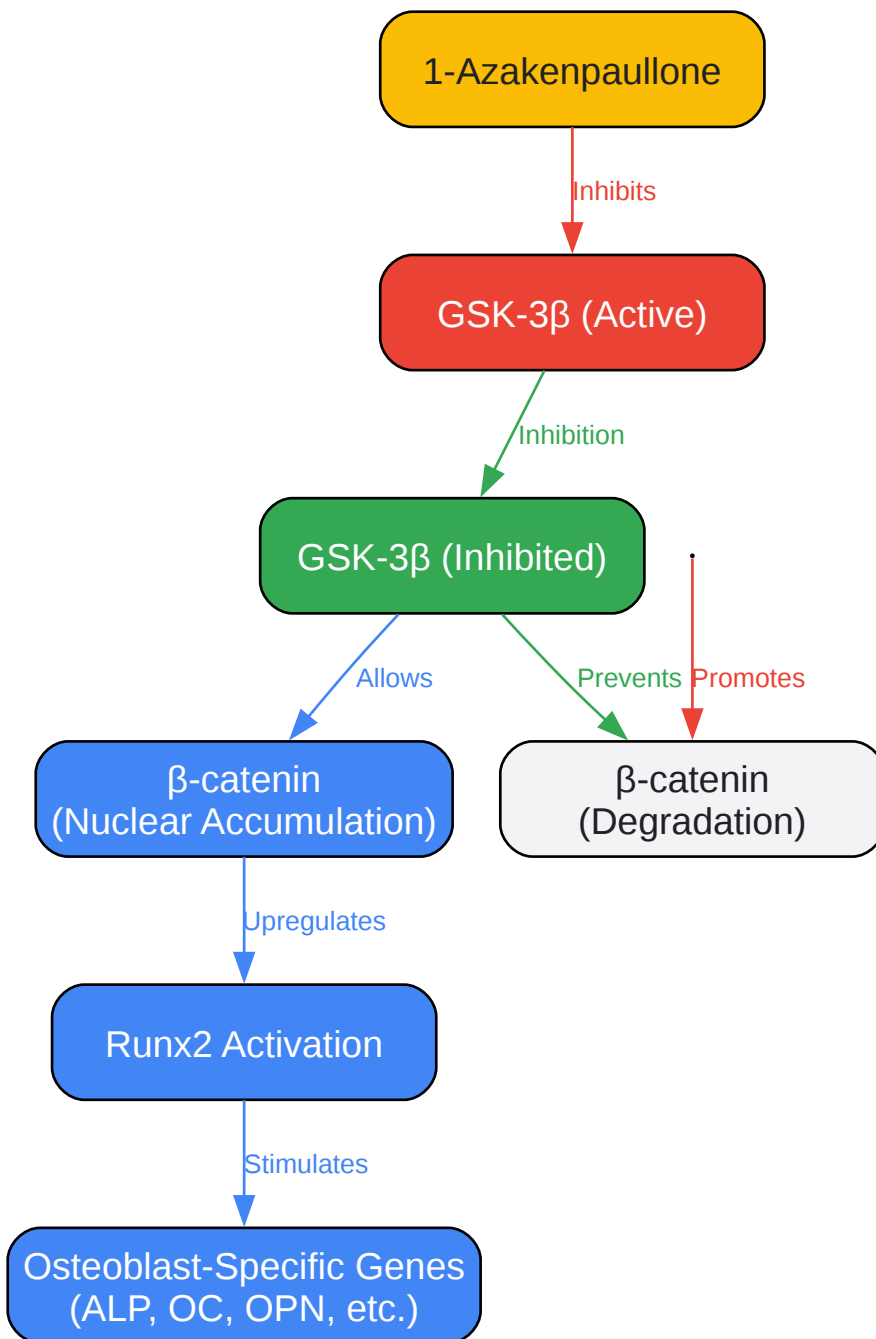 1-Azakenpaullone
Inhibits
GSK-3β (Active)
Inhibition
GSK-3β (Inhibited)
Allows
Prevents
Promotes
β-catenin
(Nuclear Accumulation)
β-catenin
(Degradation)
Upregulates
Runx2 Activation
Stimulates
Osteoblast-Specific Genes
(ALP, OC, OPN, etc.)